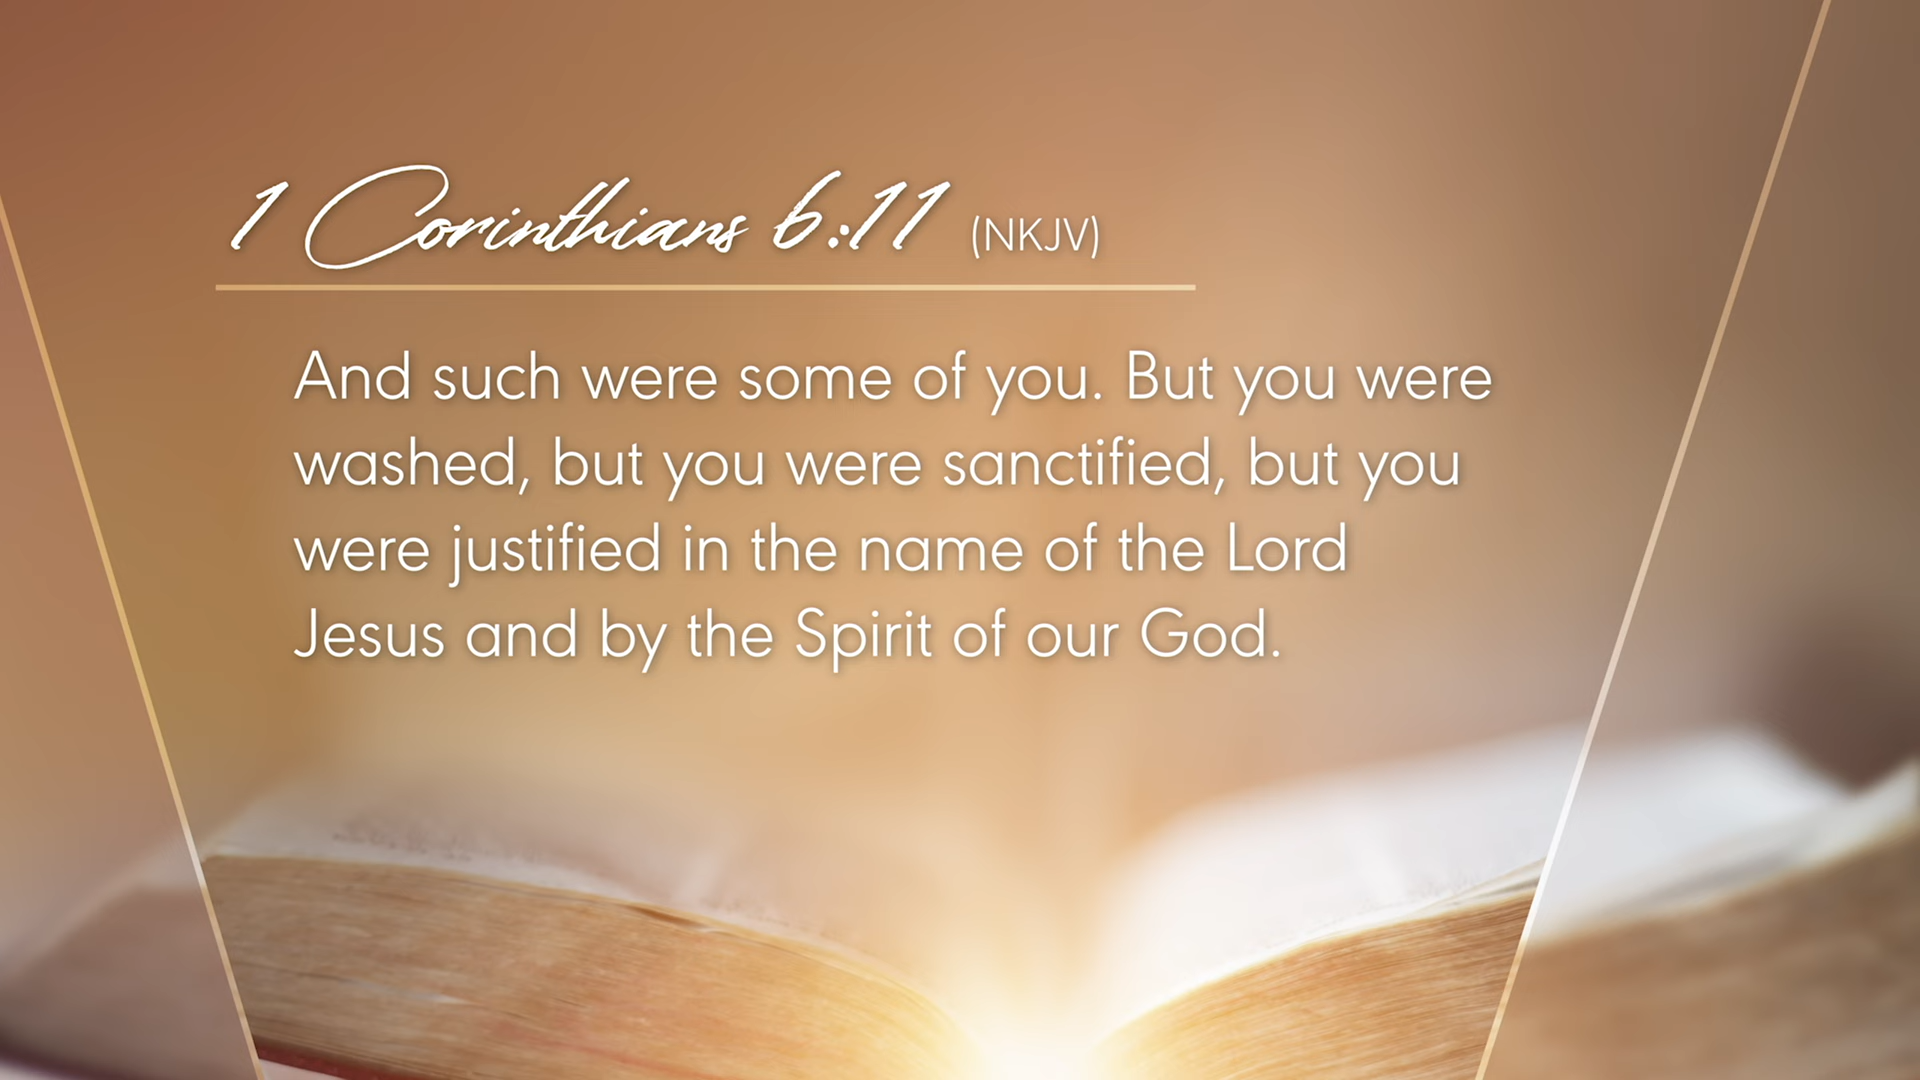 1 Corinthians 6:11 (NKJV)
And such were some of you. But you were
washed, but you were sanctified, but you
were justified in the name of the Lord
Jesus and by the Spirit of our God.